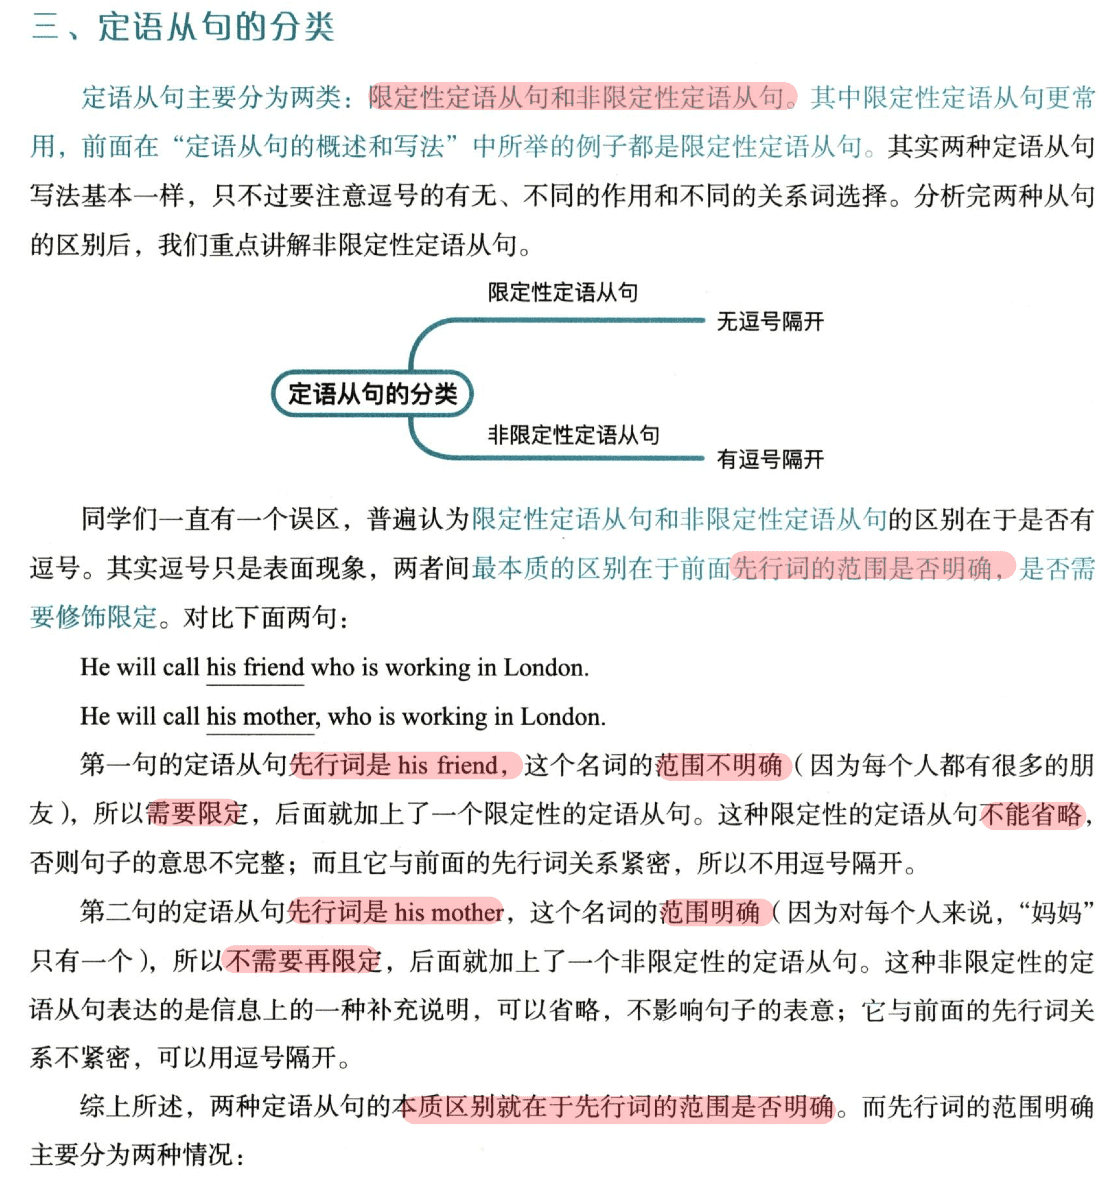 三、定语从句的分类
定语从句主要分为两类：限定性定语从句和非限定性定语从句。其中限定性定语从句更常
用，前面在“定语从句的概述和写法”中所举的例子都是限定性定语从句。其实两种定语从句
写法基本一样，只不过要注意逗号的有无、不同的作用和不同的关系词选择。分析完两种从句
的区别后，我们重点讲解非限定性定语从句。
限定性定语从句
无逗号隔开
定语从句的分类
非限定性定语从句
有逗号隔开
同学们一直有一个误区，普遍认为限定性定语从句和非限定性定语从句的区别在于是否有
逗号。其实逗号只是表面现象，两者间最本质的区别在于前面先行词的范围是否明确，是否需
要修饰限定。对比下面两句：
He will call his friend who is working in London.
He will call his mother, who is working in London.
第一句的定语从句先行词是 his friend，这个名词的范围不明确（因为每个人都有很多的朋
友），所以需要限定，后面就加上了一个限定性的定语从句。这种限定性的定语从句不能省略，
否则句子的意思不完整；而且它与前面的先行词关系紧密，所以不用逗号隔开。
第二句的定语从句先行词是 his mother，这个名词的范围明确（因为对每个人来说，“妈妈”
只有一个），所以不需要再限定，后面就加上了一个非限定性的定语从句。这种非限定性的定
语从句表达的是信息上的一种补充说明，可以省略，不影响句子的表意；它与前面的先行词关
系不紧密，可以用逗号隔开。
综上所述，两种定语从句的本质区别就在于先行词的范围是否明确。而先行词的范围明确
主要分为两种情况：